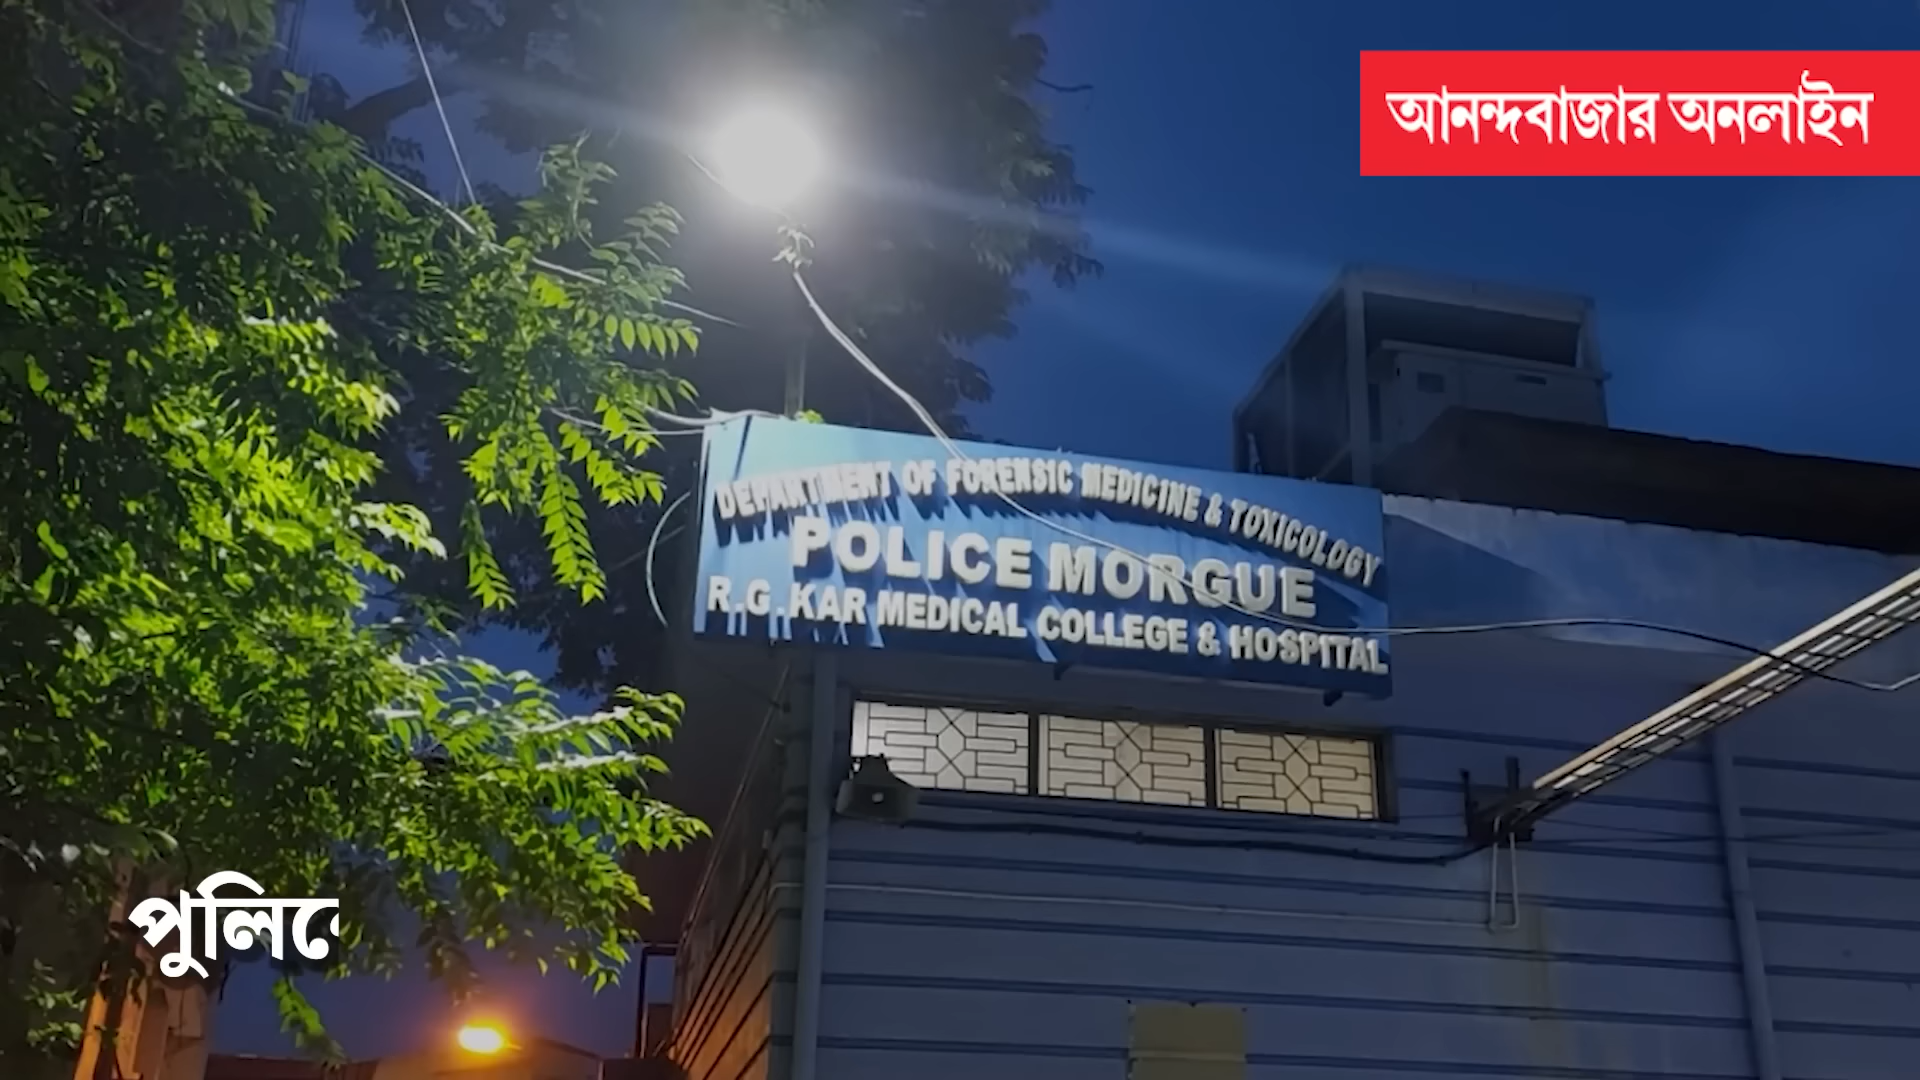 আনন্দবাজার অনলাইন
DEPARTMENT OF FORENSIC MEDICINE & TOXICOLOGY
POLICE MORGUE
R.G.KAR MEDICAL COLLEGE & HOSPITAL